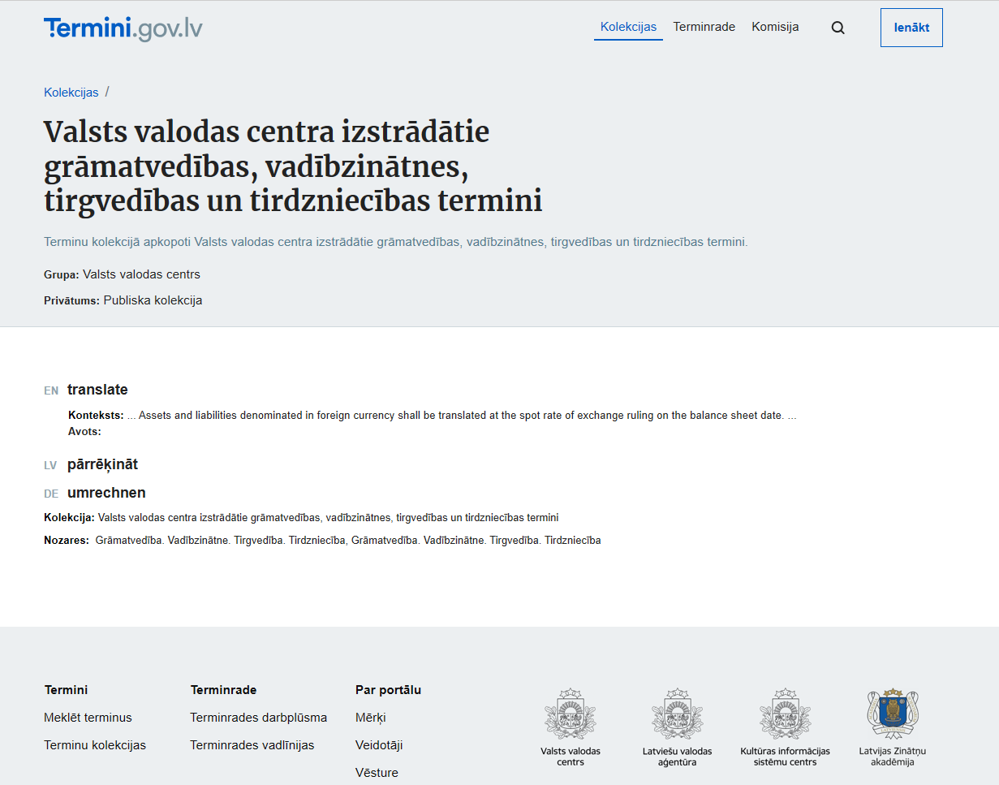 Termini.gov.lv
Kolekcijas Terminrade Komisija Ienākt
Kolekcijas /
Valsts valodas centra izstrādātie
grāmatvedības, vadībzinātnes,
tirgvedības un tirdzniecības termini
Terminu kolekcijā apkopoti Valsts valodas centra izstrādātie grāmatvedības, vadībzinātnes, tirgvedības un tirdzniecības termini.
Grupa: Valsts valodas centrs
Privātums: Publiska kolekcija
EN translate
Konteksts: ... Assets and liabilities denominated in foreign currency shall be translated at the spot rate of exchange ruling on the balance sheet date. ...
Avots:
LV pārrēķināt
DE umrechnen
Kolekcija: Valsts valodas centra izstrādātie grāmatvedības, vadībzinātnes, tirgvedības un tirdzniecības termini
Nozares: Grāmatvedība. Vadībzinātne. Tirgvedība. Tirdzniecība, Grāmatvedība. Vadībzinātne. Tirgvedība. Tirdzniecība
Termini Terminrade Par portālu
Meklēt terminus Terminrades darbplūsma Mērķi
Terminu kolekcijas Terminrades vadlīnijas Veidotāji
Vēsture
Valsts valodas
centrs
Latviešu valodas
aģentūra
Kultūras informācijas
sistēmu centrs
Latvijas Zinātņu
akadēmija